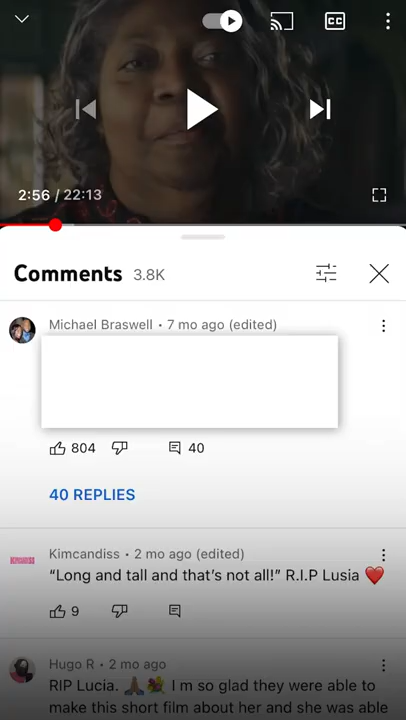 2:56 / 22:13
Comments 3.8K
Michael Braswell • 7 mo ago (edited)
804 40
40 REPLIES
Kimcandiss • 2 mo ago (edited)
“Long and tall and that’s not all!” R.I.P Lusia ❤️
9
Hugo R • 2 mo ago
RIP Lucia. 🙏🏾💐 I m so glad they were able to
make this short film about her and she was able
CC